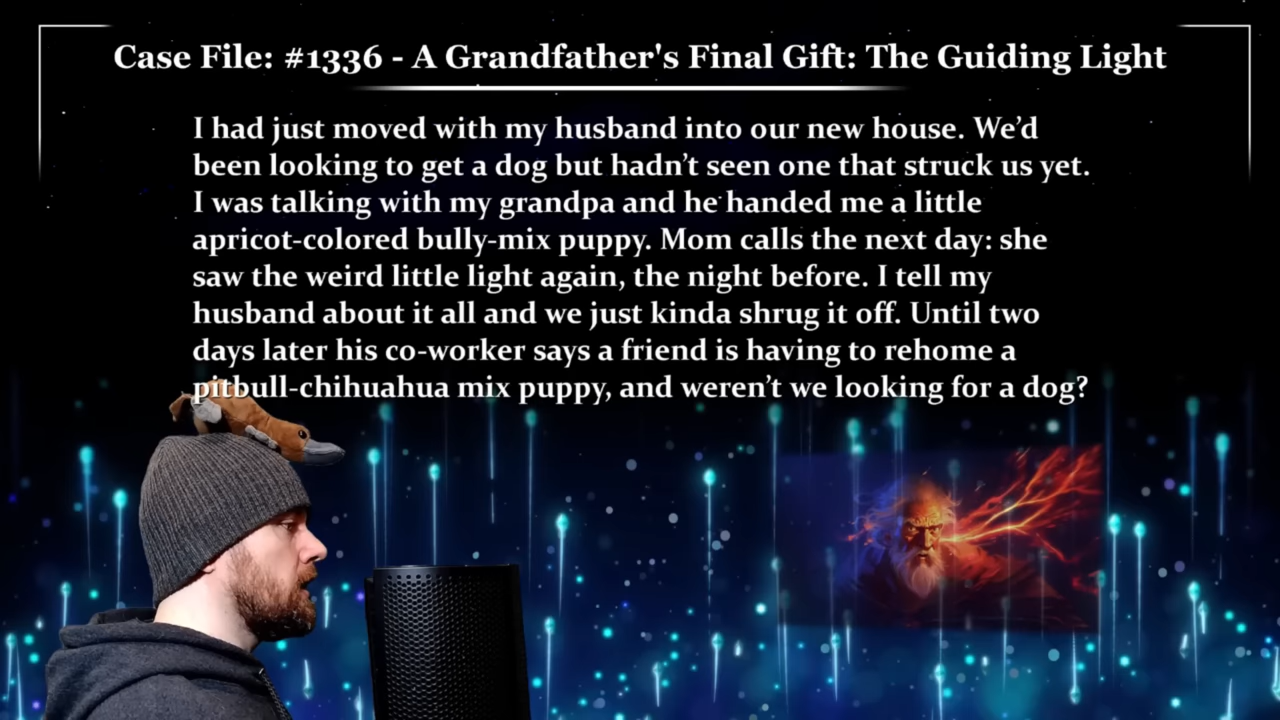 Case File: #1336 - A Grandfather's Final Gift: The Guiding Light
I had just moved with my husband into our new house. We’d
been looking to get a dog but hadn’t seen one that struck us yet.
I was talking with my grandpa and he handed me a little
apricot-colored bully-mix puppy. Mom calls the next day: she
saw the weird little light again, the night before. I tell my
husband about it all and we just kinda shrug it off. Until two
days later his co-worker says a friend is having to rehome a
pitbull-chihuahua mix puppy, and weren’t we looking for a dog?